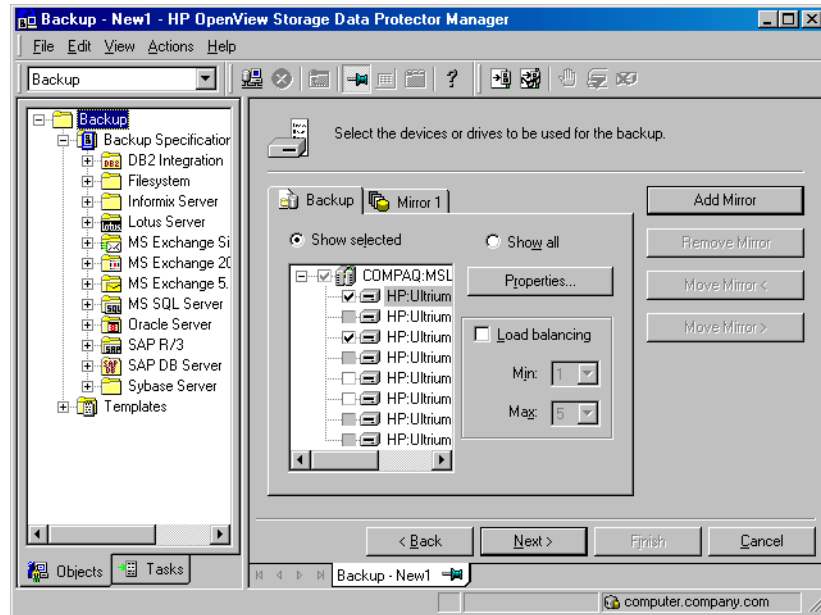 Backup - New1 - HP OpenView Storage Data Protector Manager
File Edit View Actions Help
Backup
Backup
Backup Specification
DB2 Integration
Filesystem
Informix Server
Lotus Server
MS Exchange Si
MS Exchange 20
MS Exchange 5.
MS SQL Server
Oracle Server
SAP R/3
SAP DB Server
Sybase Server
Templates
Objects
Tasks
Select the devices or drives to be used for the backup.
Backup
Mirror 1
Show selected
Show all
COMPAQ:MSL
HP:Ultrium
HP:Ultrium
HP:Ultrium
HP:Ultrium
HP:Ultrium
HP:Ultrium
HP:Ultrium
HP:Ultrium
Properties...
Load balancing
Min: 1
Max: 5
Add Mirror
Remove Mirror
Move Mirror <
Move Mirror >
< Back
Next >
Finish
Cancel
Backup - New1
computer.company.com